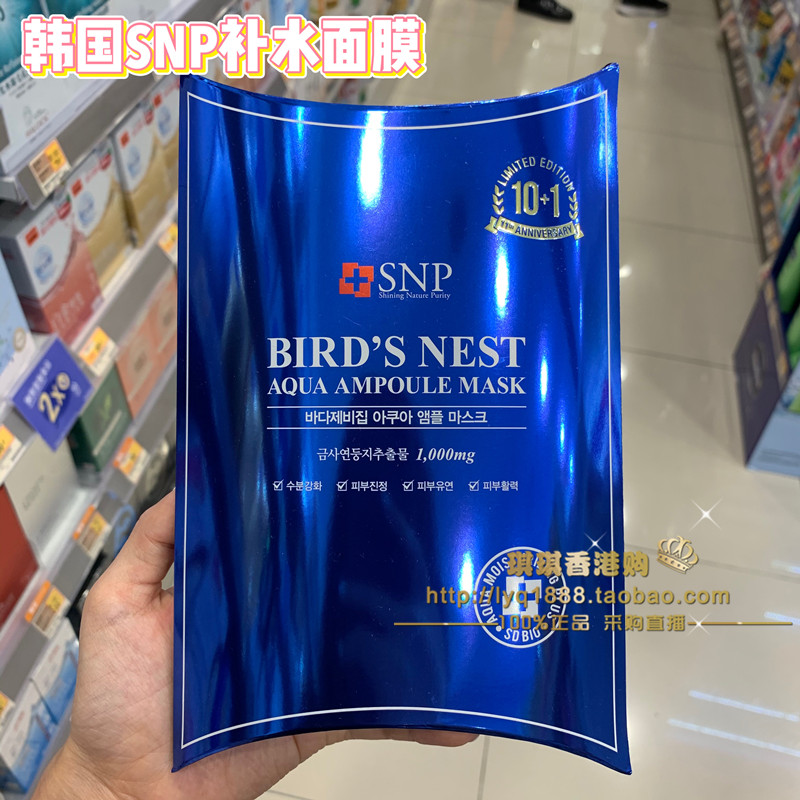 韩国SNP补水面膜
LIMITED EDITION
10+1
11TH ANNIVERSARY
SNP
Shining Nature Purity
BIRD'S NEST
AQUA AMPOULE MASK
바다제비집 아쿠아 앰플 마스크
금사연둥지추출물 1,000mg
수분강화 피부진정 피부유연 피부활력
2X
琪琪香港购
http://lyq1888.taobao.com
100%正品 采购直播
SD BIO